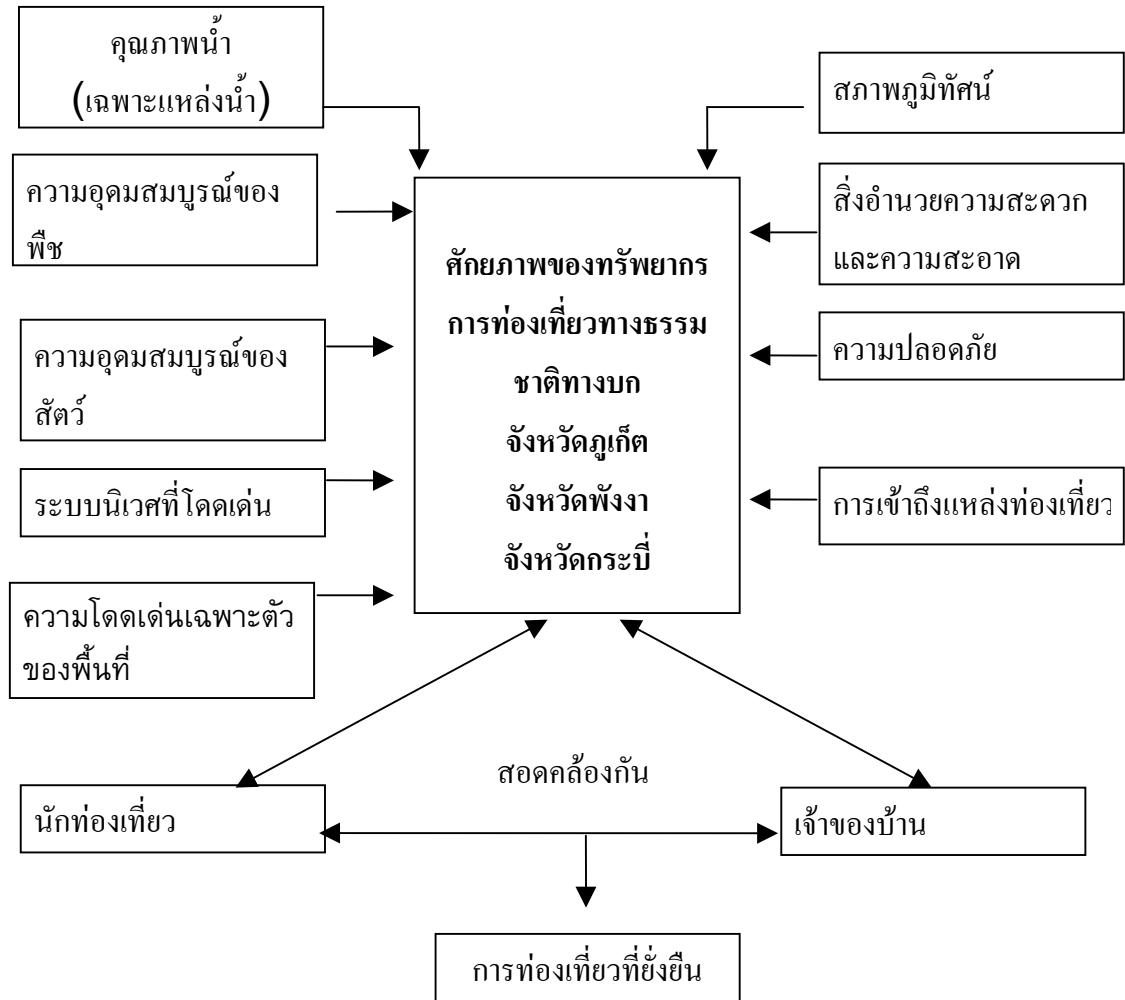 คุณภาพน้ำ
(เฉพาะแหล่งน้ำ)
ความอุดมสมบูรณ์ของ
พืช
ความอุดมสมบูรณ์ของ
สัตว์
ระบบนิเวศที่โดดเด่น
ความโดดเด่นเฉพาะตัว
ของพื้นที่
ศักยภาพของทรัพยากร
การท่องเที่ยวทางธรรม
ชาติทางบก
จังหวัดภูเก็ต
จังหวัดพังงา
จังหวัดกระบี่
สภาพภูมิทัศน์
สิ่งอำนวยความสะดวก
และความสะอาด
ความปลอดภัย
การเข้าถึงแหล่งท่องเที่ยว
สอดคล้องกัน
นักท่องเที่ยว
เจ้าของบ้าน
การท่องเที่ยวที่ยั่งยืน